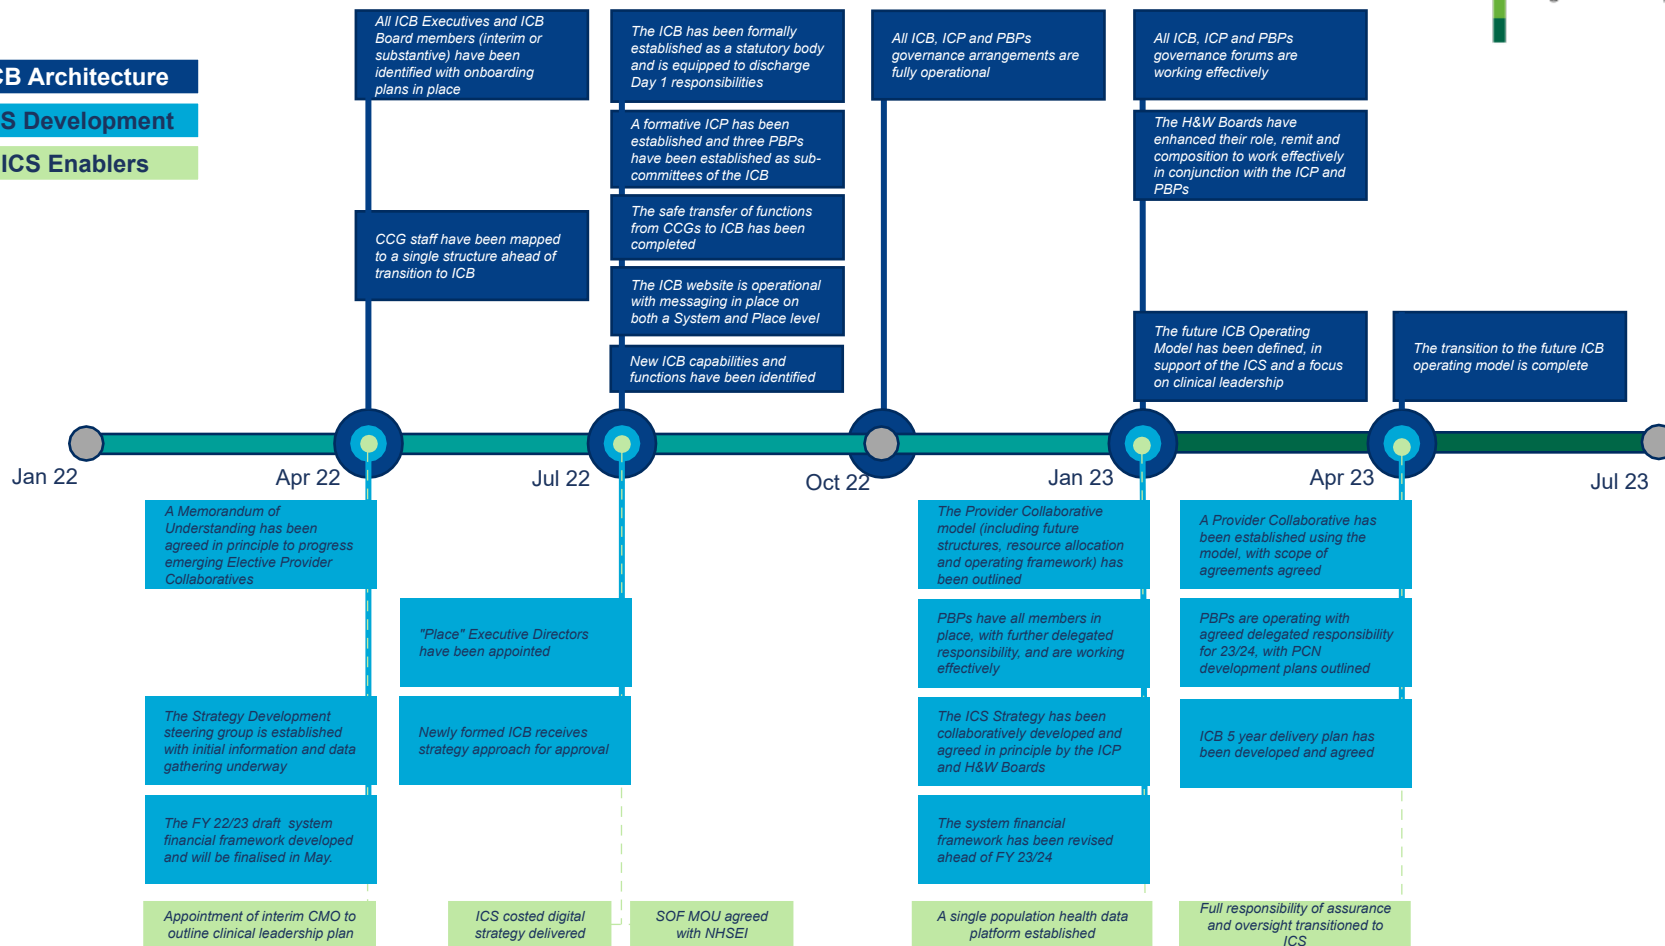 CB Architecture
S Development
ICS Enablers
All ICB Executives and ICB
Board members (interim or
substantive) have been
identified with onboarding
plans in place
CCG staff have been mapped
to a single structure ahead of
transition to ICB
The ICB has been formally
established as a statutory body
and is equipped to discharge
Day 1 responsibilities
A formative ICP has been
established and three PBPs
have been established as sub-
committees of the ICB
The safe transfer of functions
from CCGs to ICB has been
completed
The ICB website is operational
with messaging in place on
both a System and Place level
New ICB capabilities and
functions have been identified
All ICB, ICP and PBPs
governance arrangements are
fully operational
All ICB, ICP and PBPs
governance forums are
working effectively
The H&W Boards have
enhanced their role, remit and
composition to work effectively
in conjunction with the ICP and
PBPs
The future ICB Operating
Model has been defined, in
support of the ICS and a focus
on clinical leadership
The transition to the future ICB
operating model is complete
Jan 22
Apr 22
Jul 22
Oct 22
Jan 23
Apr 23
Jul 23
A Memorandum of
Understanding has been
agreed in principle to progress
emerging Elective Provider
Collaboratives
The Strategy Development
steering group is established
with initial information and data
gathering underway
The FY 22/23 draft system
financial framework developed
and will be finalised in May.
"Place" Executive Directors
have been appointed
Newly formed ICB receives
strategy approach for approval
The Provider Collaborative
model (including future
structures, resource allocation
and operating framework) has
been outlined
PBPs have all members in
place, with further delegated
responsibility, and are working
effectively
The ICS Strategy has been
collaboratively developed and
agreed in principle by the ICP
and H&W Boards
The system financial
framework has been revised
ahead of FY 23/24
A Provider Collaborative has
been established using the
model, with scope of
agreements agreed
PBPs are operating with
agreed delegated responsibility
for 23/24, with PCN
development plans outlined
ICB 5 year delivery plan has
been developed and agreed
Appointment of interim CMO to
outline clinical leadership plan
ICS costed digital
strategy delivered
SOF MOU agreed
with NHSEI
A single population health data
platform established
Full responsibility of assurance
and oversight transitioned to
ICS